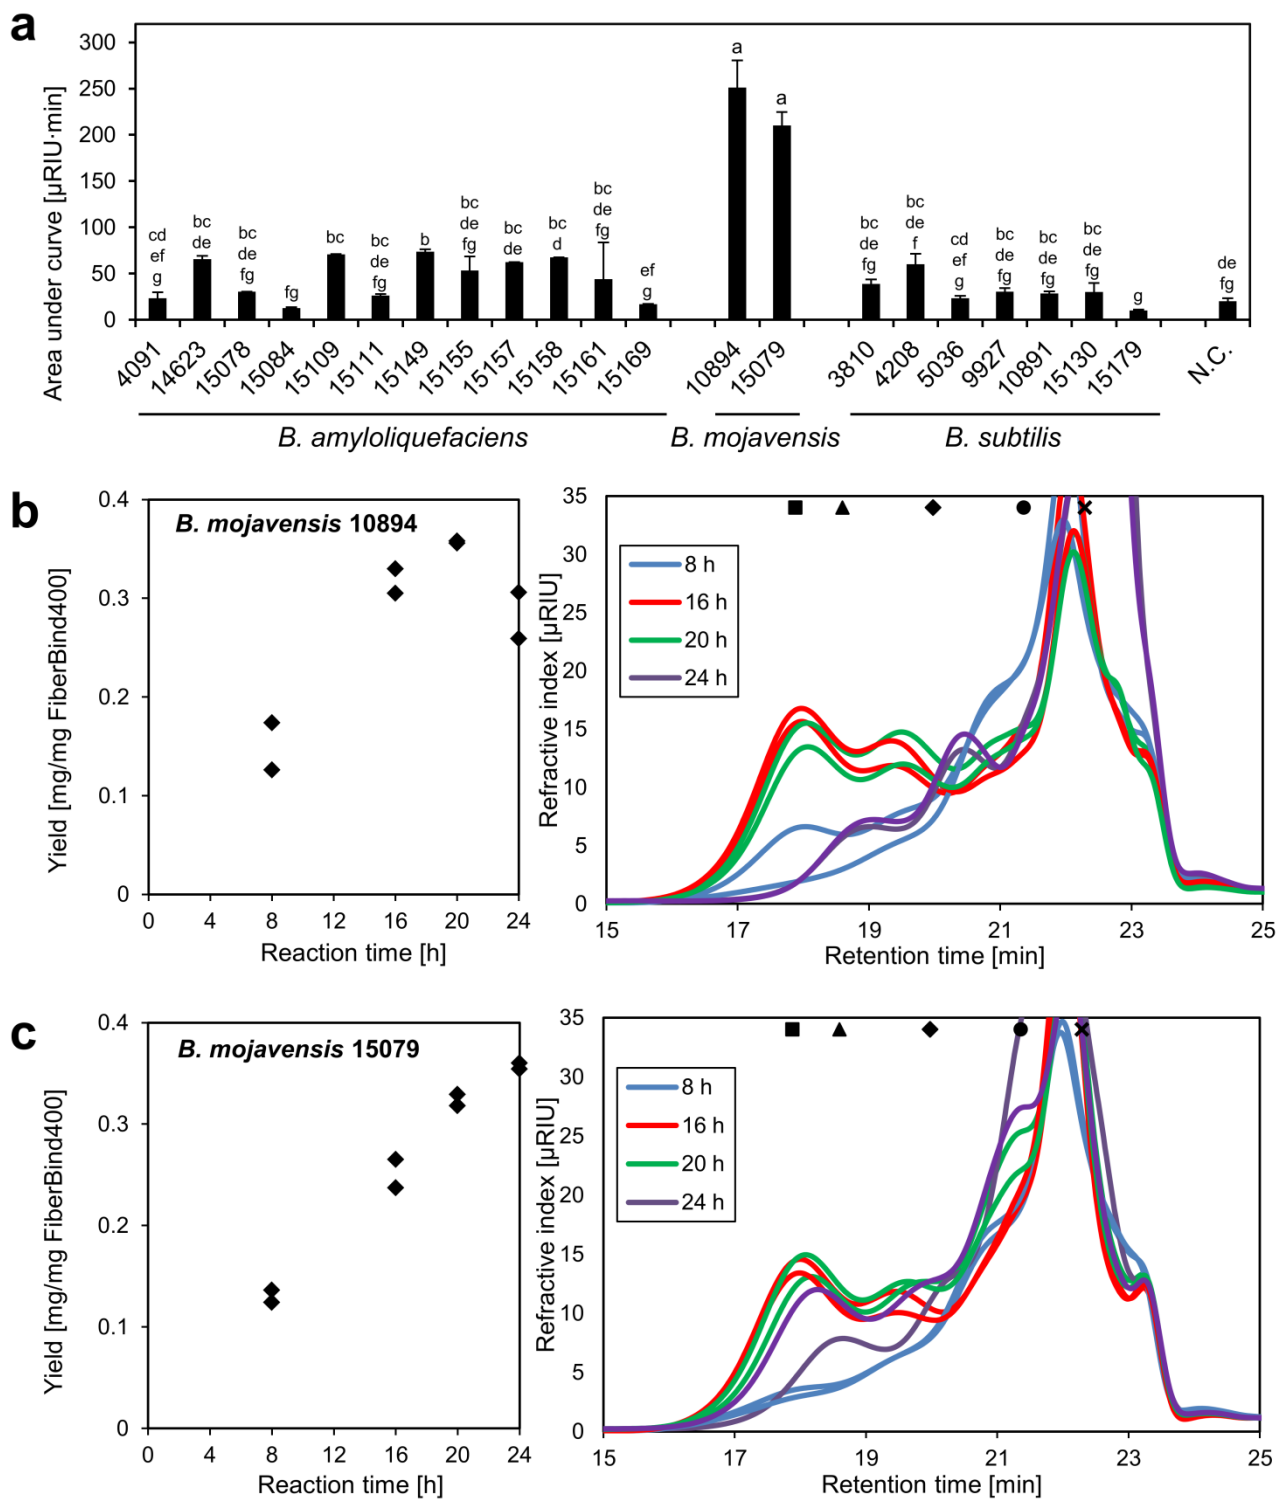 a
Area under curve [µRIU·min]
300
250
200
150
100
50
0
cd
ef
g
bc
de
bc
de
fg
fg
bc
bc
de
fg
b
bc
de
fg
bc
de
bc
d
bc
de
fg
ef
g
a
a
bc
de
fg
bc
de
f
cd
ef
g
bc
de
fg
bc
de
fg
bc
de
fg
g
de
fg
4091 14623 15078 15084 15109 15111 15149 15155 15157 15158 15161 15169 10894 15079 3810 4208 5036 9927 10891 15130 15179 N.C.
B. amyloliquefaciens B. mojavensis B. subtilis
b
B. mojavensis 10894
Yield [mg/mg FiberBind400]
0.4
0.3
0.2
0.1
0
0 4 8 12 16 20 24
Reaction time [h]
Refractive index [µRIU]
35
30
25
20
15
10
5
0
8 h
16 h
20 h
24 h
15 17 19 21 23 25
Retention time [min]
c
B. mojavensis 15079
Yield [mg/mg FiberBind400]
0.4
0.3
0.2
0.1
0
0 4 8 12 16 20 24
Reaction time [h]
Refractive index [µRIU]
35
30
25
20
15
10
5
0
8 h
16 h
20 h
24 h
15 17 19 21 23 25
Retention time [min]